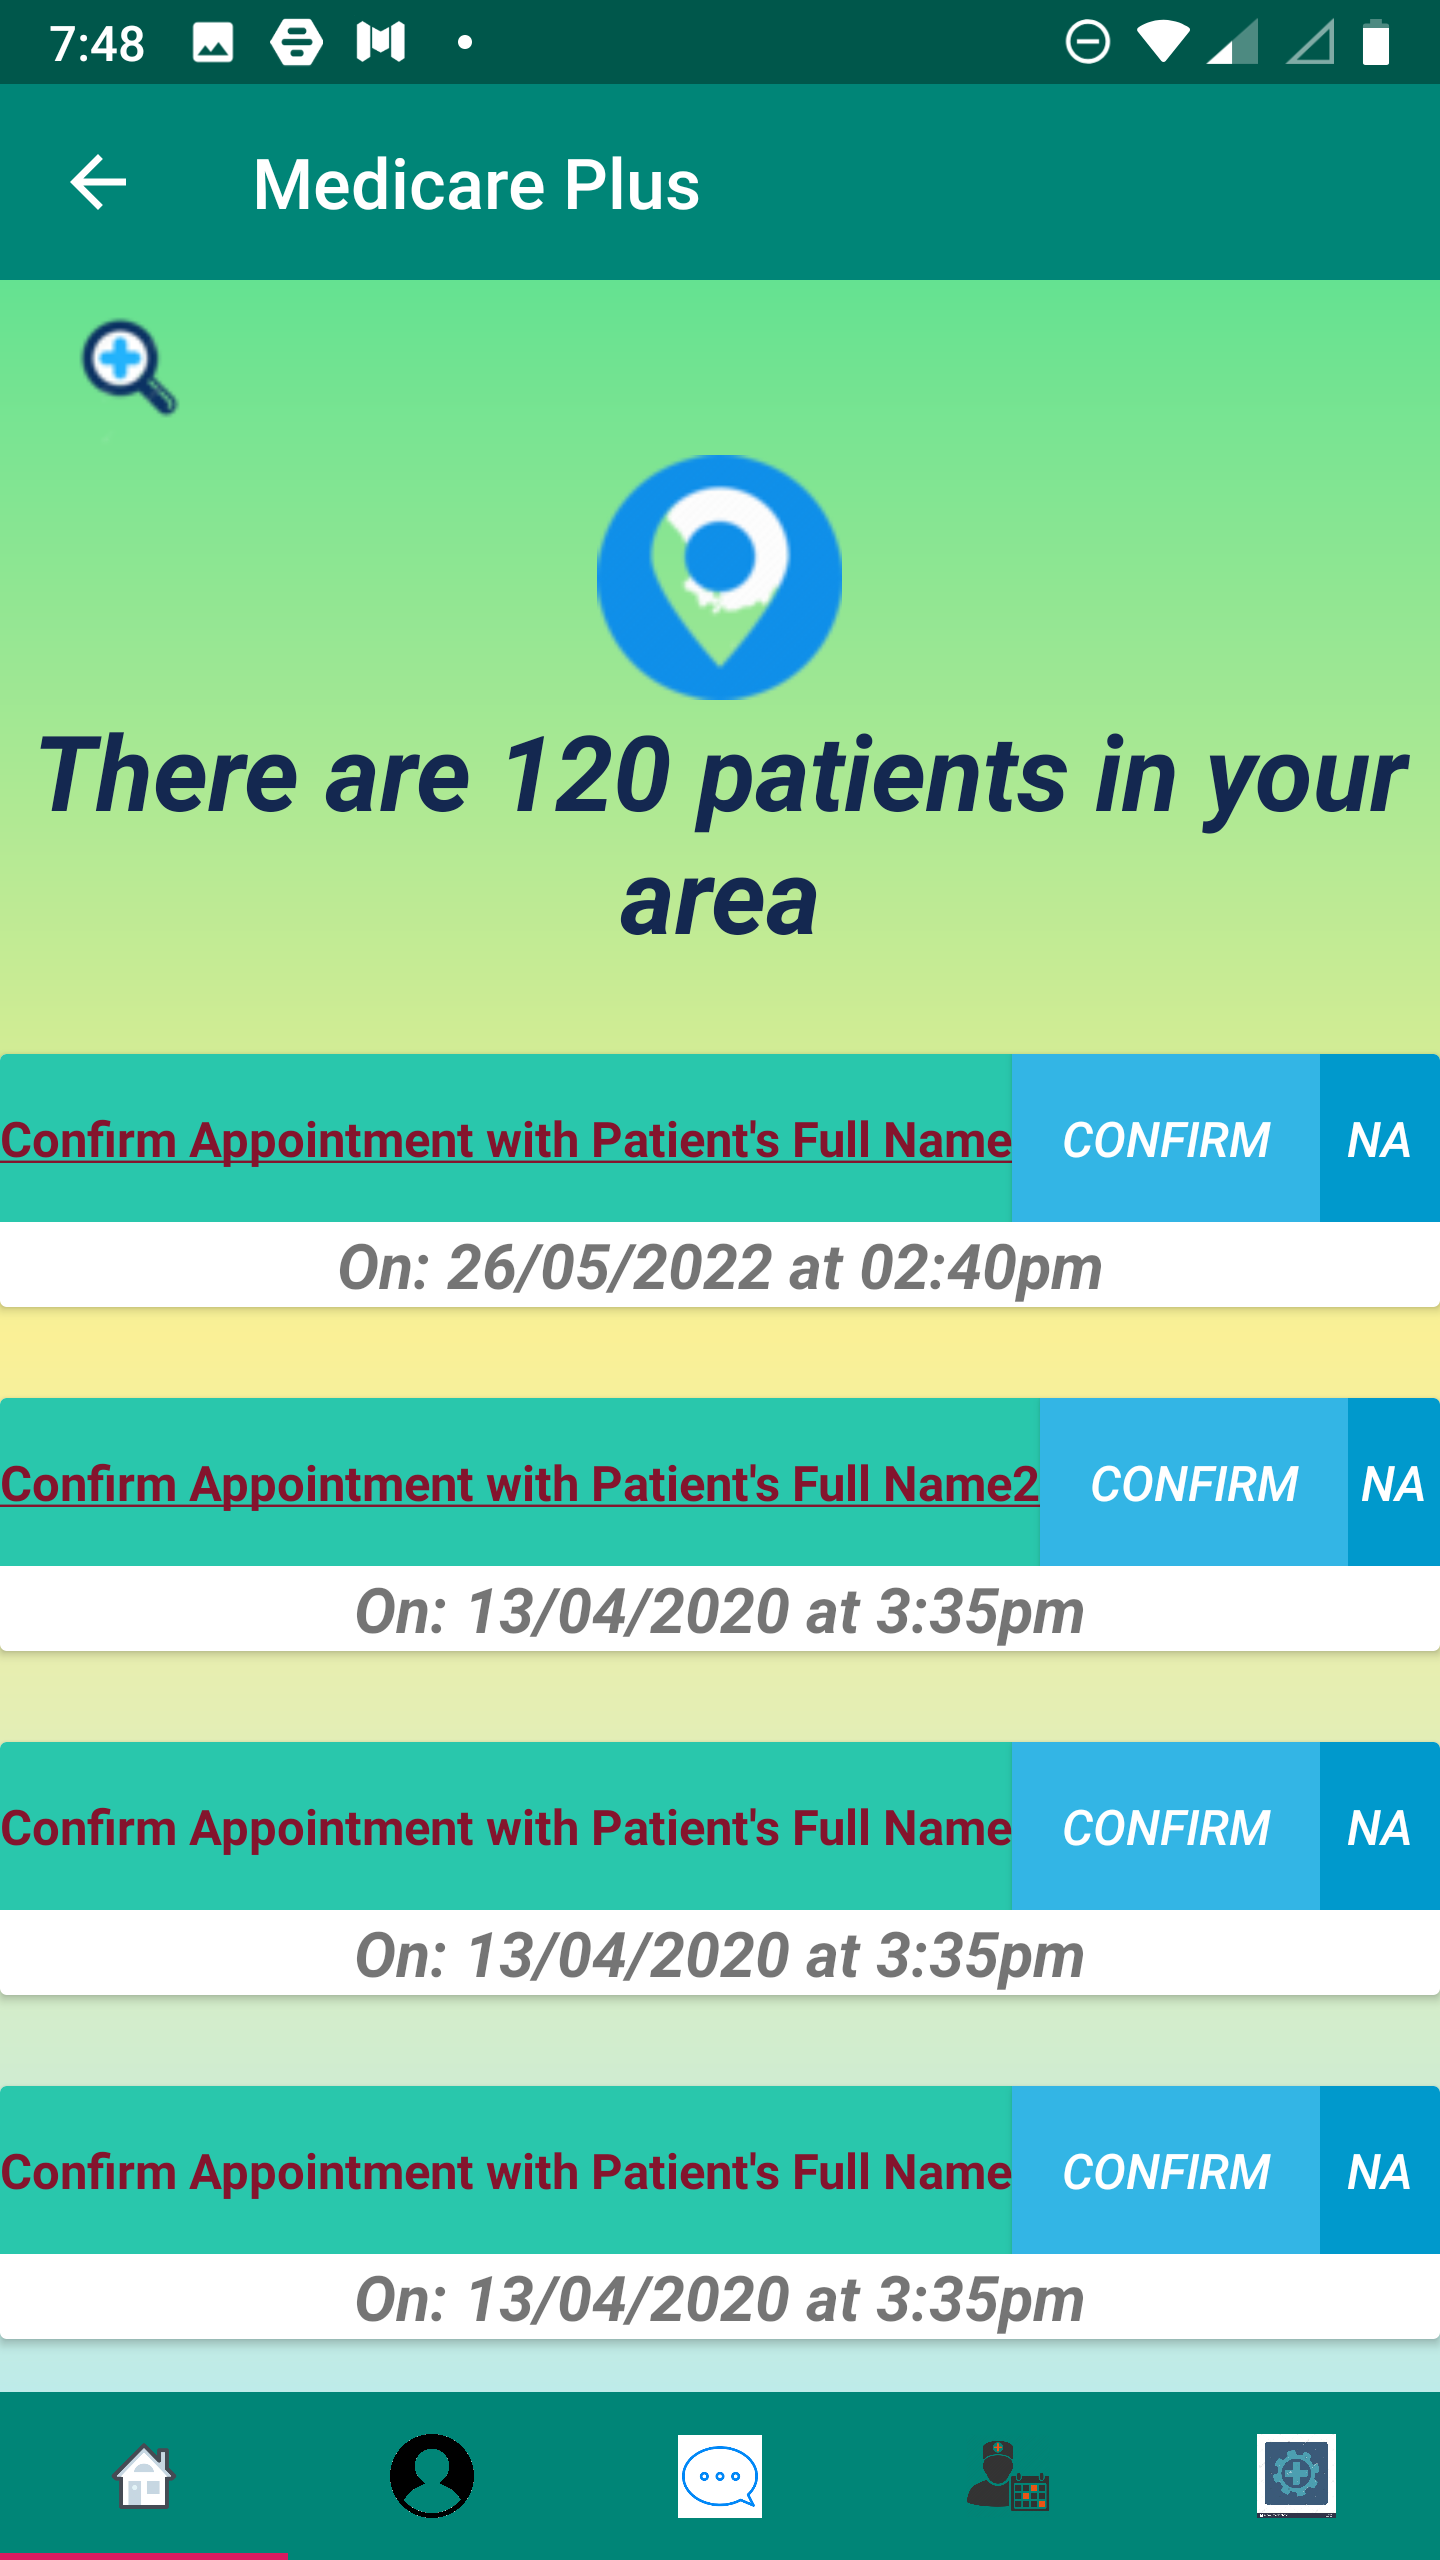 7:48
Medicare Plus
There are 120 patients in your
area
Confirm Appointment with Patient's Full Name CONFIRM NA
On: 26/05/2022 at 02:40pm
Confirm Appointment with Patient's Full Name2 CONFIRM NA
On: 13/04/2020 at 3:35pm
Confirm Appointment with Patient's Full Name CONFIRM NA
On: 13/04/2020 at 3:35pm
Confirm Appointment with Patient's Full Name CONFIRM NA
On: 13/04/2020 at 3:35pm